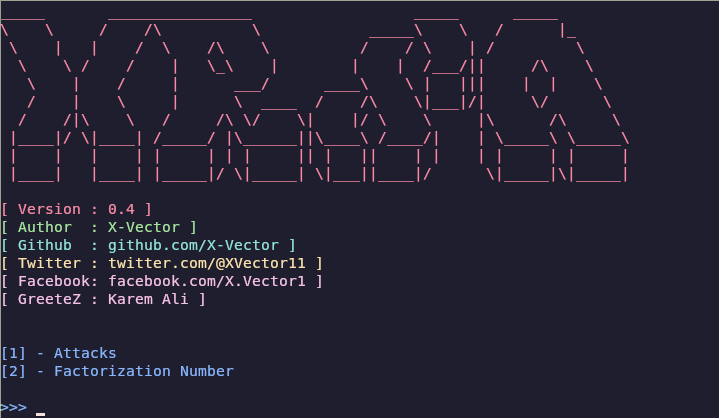 XRSA
[ Version : 0.4 ]
[ Author  : X-Vector ]
[ Github  : github.com/X-Vector ]
[ Twitter : twitter.com/@XVector11 ]
[ Facebook: facebook.com/X.Vector1 ]
[ GreeteZ : Karem Ali ]
[1] - Attacks
[2] - Factorization Number
>>>